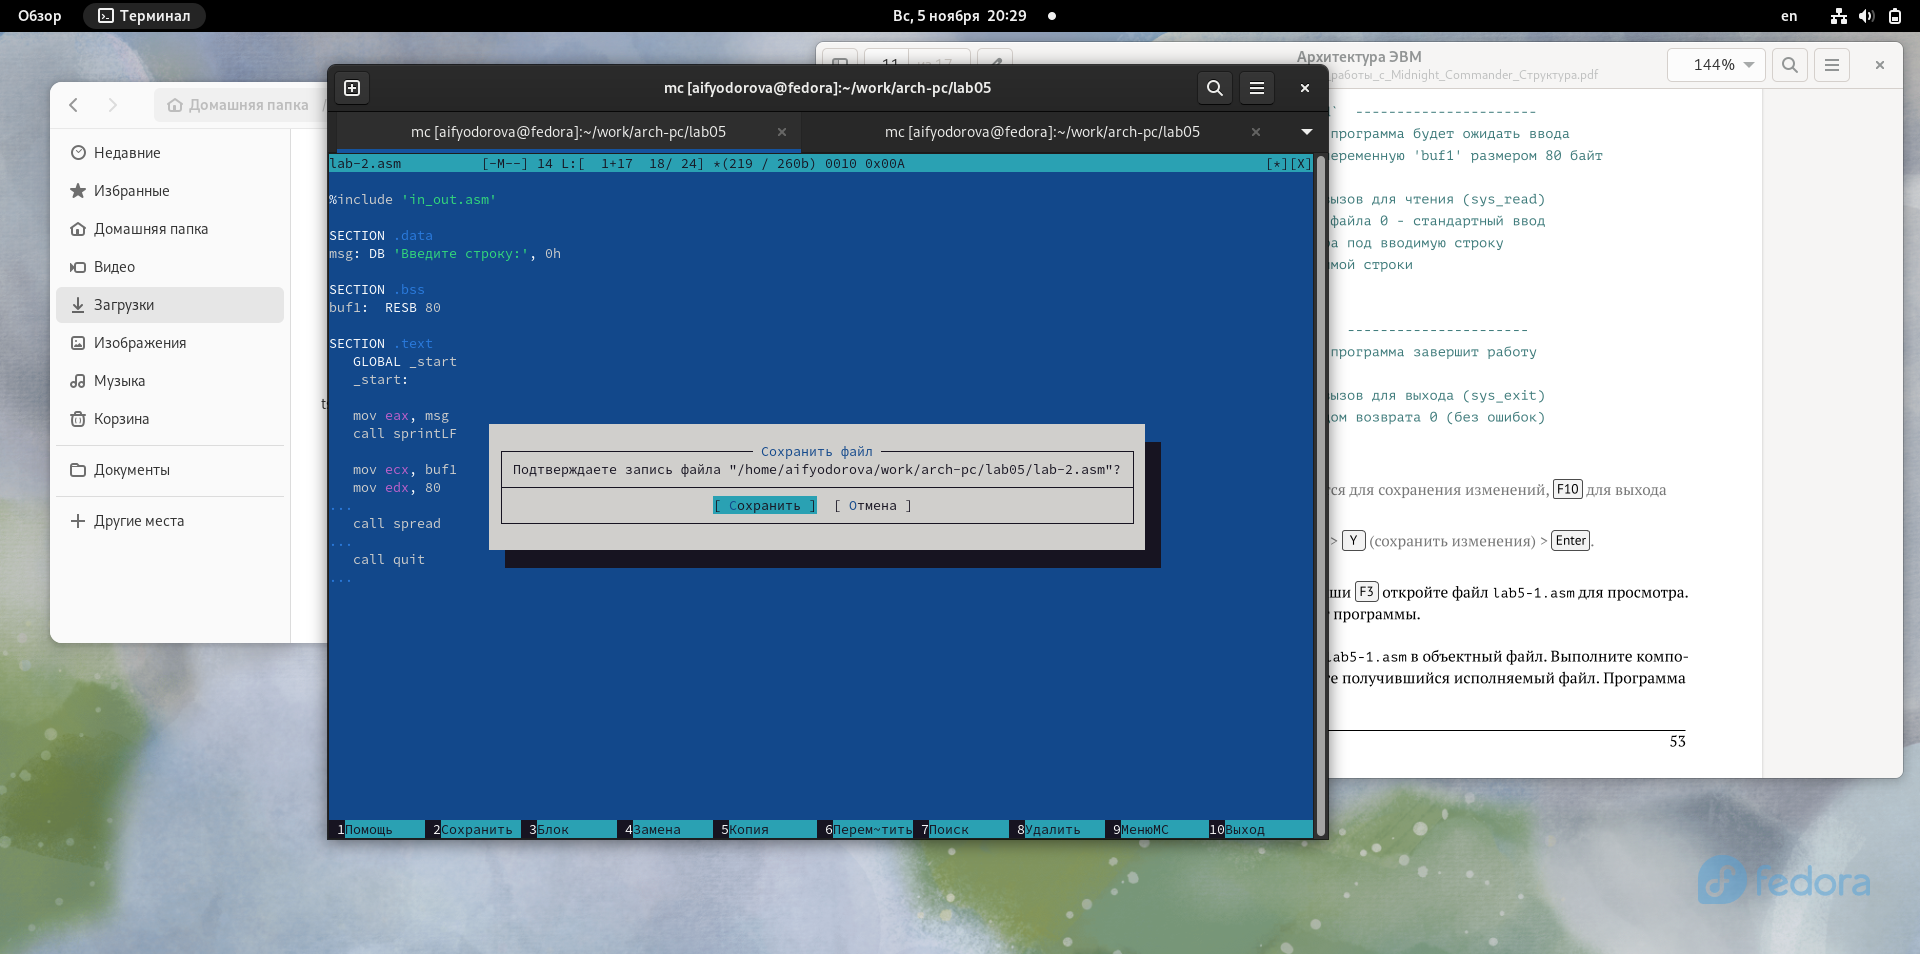 Обзор
Терминал
Вс, 5 ноября 20:29
en
Домашняя папка /
Недавние
Избранные
Домашняя папка
Видео
Загрузки
Изображения
Музыка
Корзина
Документы
Другие места
mc [aifyodorova@fedora]:~/work/arch-pc/lab05
mc [aifyodorova@fedora]:~/work/arch-pc/lab05
mc [aifyodorova@fedora]:~/work/arch-pc/lab05
lab-2.asm [-M--] 14 L:[ 1+17 18/ 24] *(219 / 260b) 0010 0x00A [*][X]
%include 'in_out.asm'
SECTION .data
msg: DB 'Введите строку:', 0h
SECTION .bss
buf1: RESB 80
SECTION .text
GLOBAL _start
_start:
mov eax, msg
call sprintLF
mov ecx, buf1
mov edx, 80
...
call spread
...
call quit
...
Сохранить файл
Подтверждаете запись файла "/home/aifyodorova/work/arch-pc/lab05/lab-2.asm"?
[ Сохранить ] [ Отмена ]
1Помощь 2Сохранить 3Блок 4Замена 5Копия 6Перем~тить 7Поиск 8Удалить 9МенюМС 10Выход
11 из 17
Архитектура ЭВМ
работы_с_Midnight_Commander_Структура.pdf
144%
` ----------------------
программа будет ожидать ввода
еременную 'buf1' размером 80 байт
ызов для чтения (sys_read)
файла 0 - стандартный ввод
а под вводимую строку
мой строки
----------------------
программа завершит работу
ызов для выхода (sys_exit)
ом возврата 0 (без ошибок)
ся для сохранения изменений, F10 для выхода
> Y (сохранить изменения) > Enter.
ши F3 откройте файл lab5-1.asm для просмотра.
программы.
lab5-1.asm в объектный файл. Выполните компо-
е получившийся исполняемый файл. Программа
53
fedora